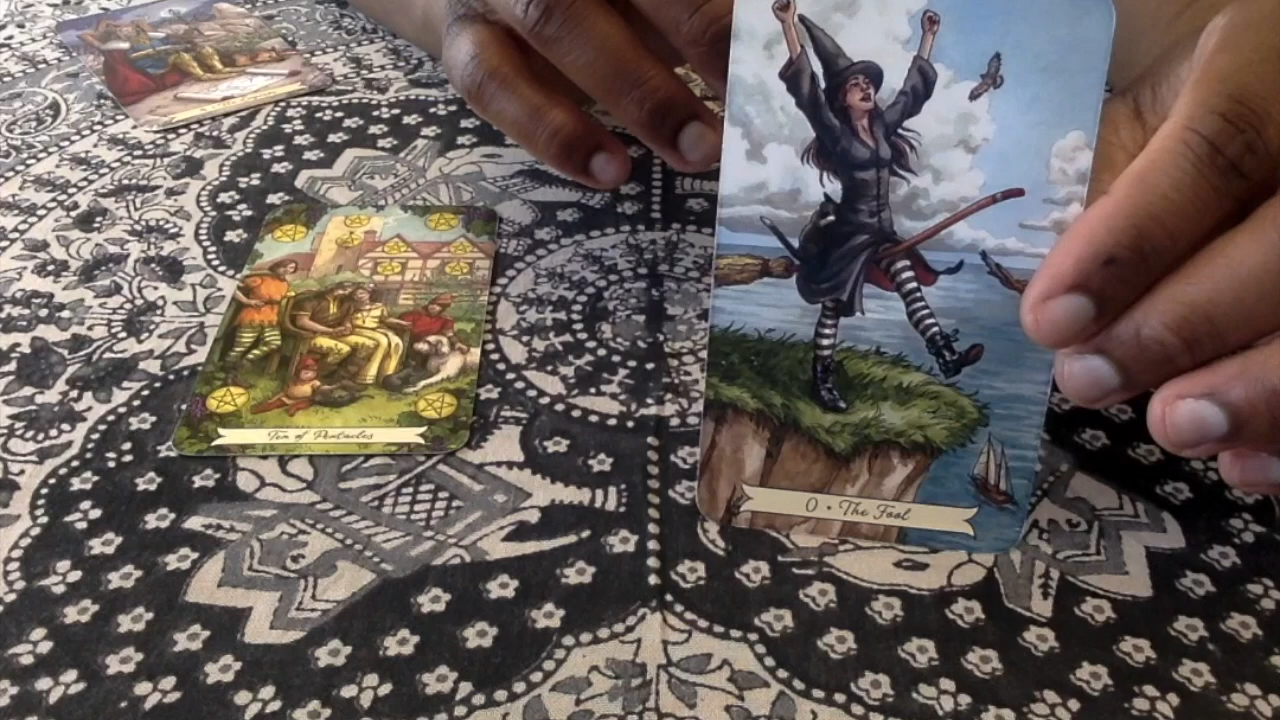 Ten of Pentacles
0 • The Fool